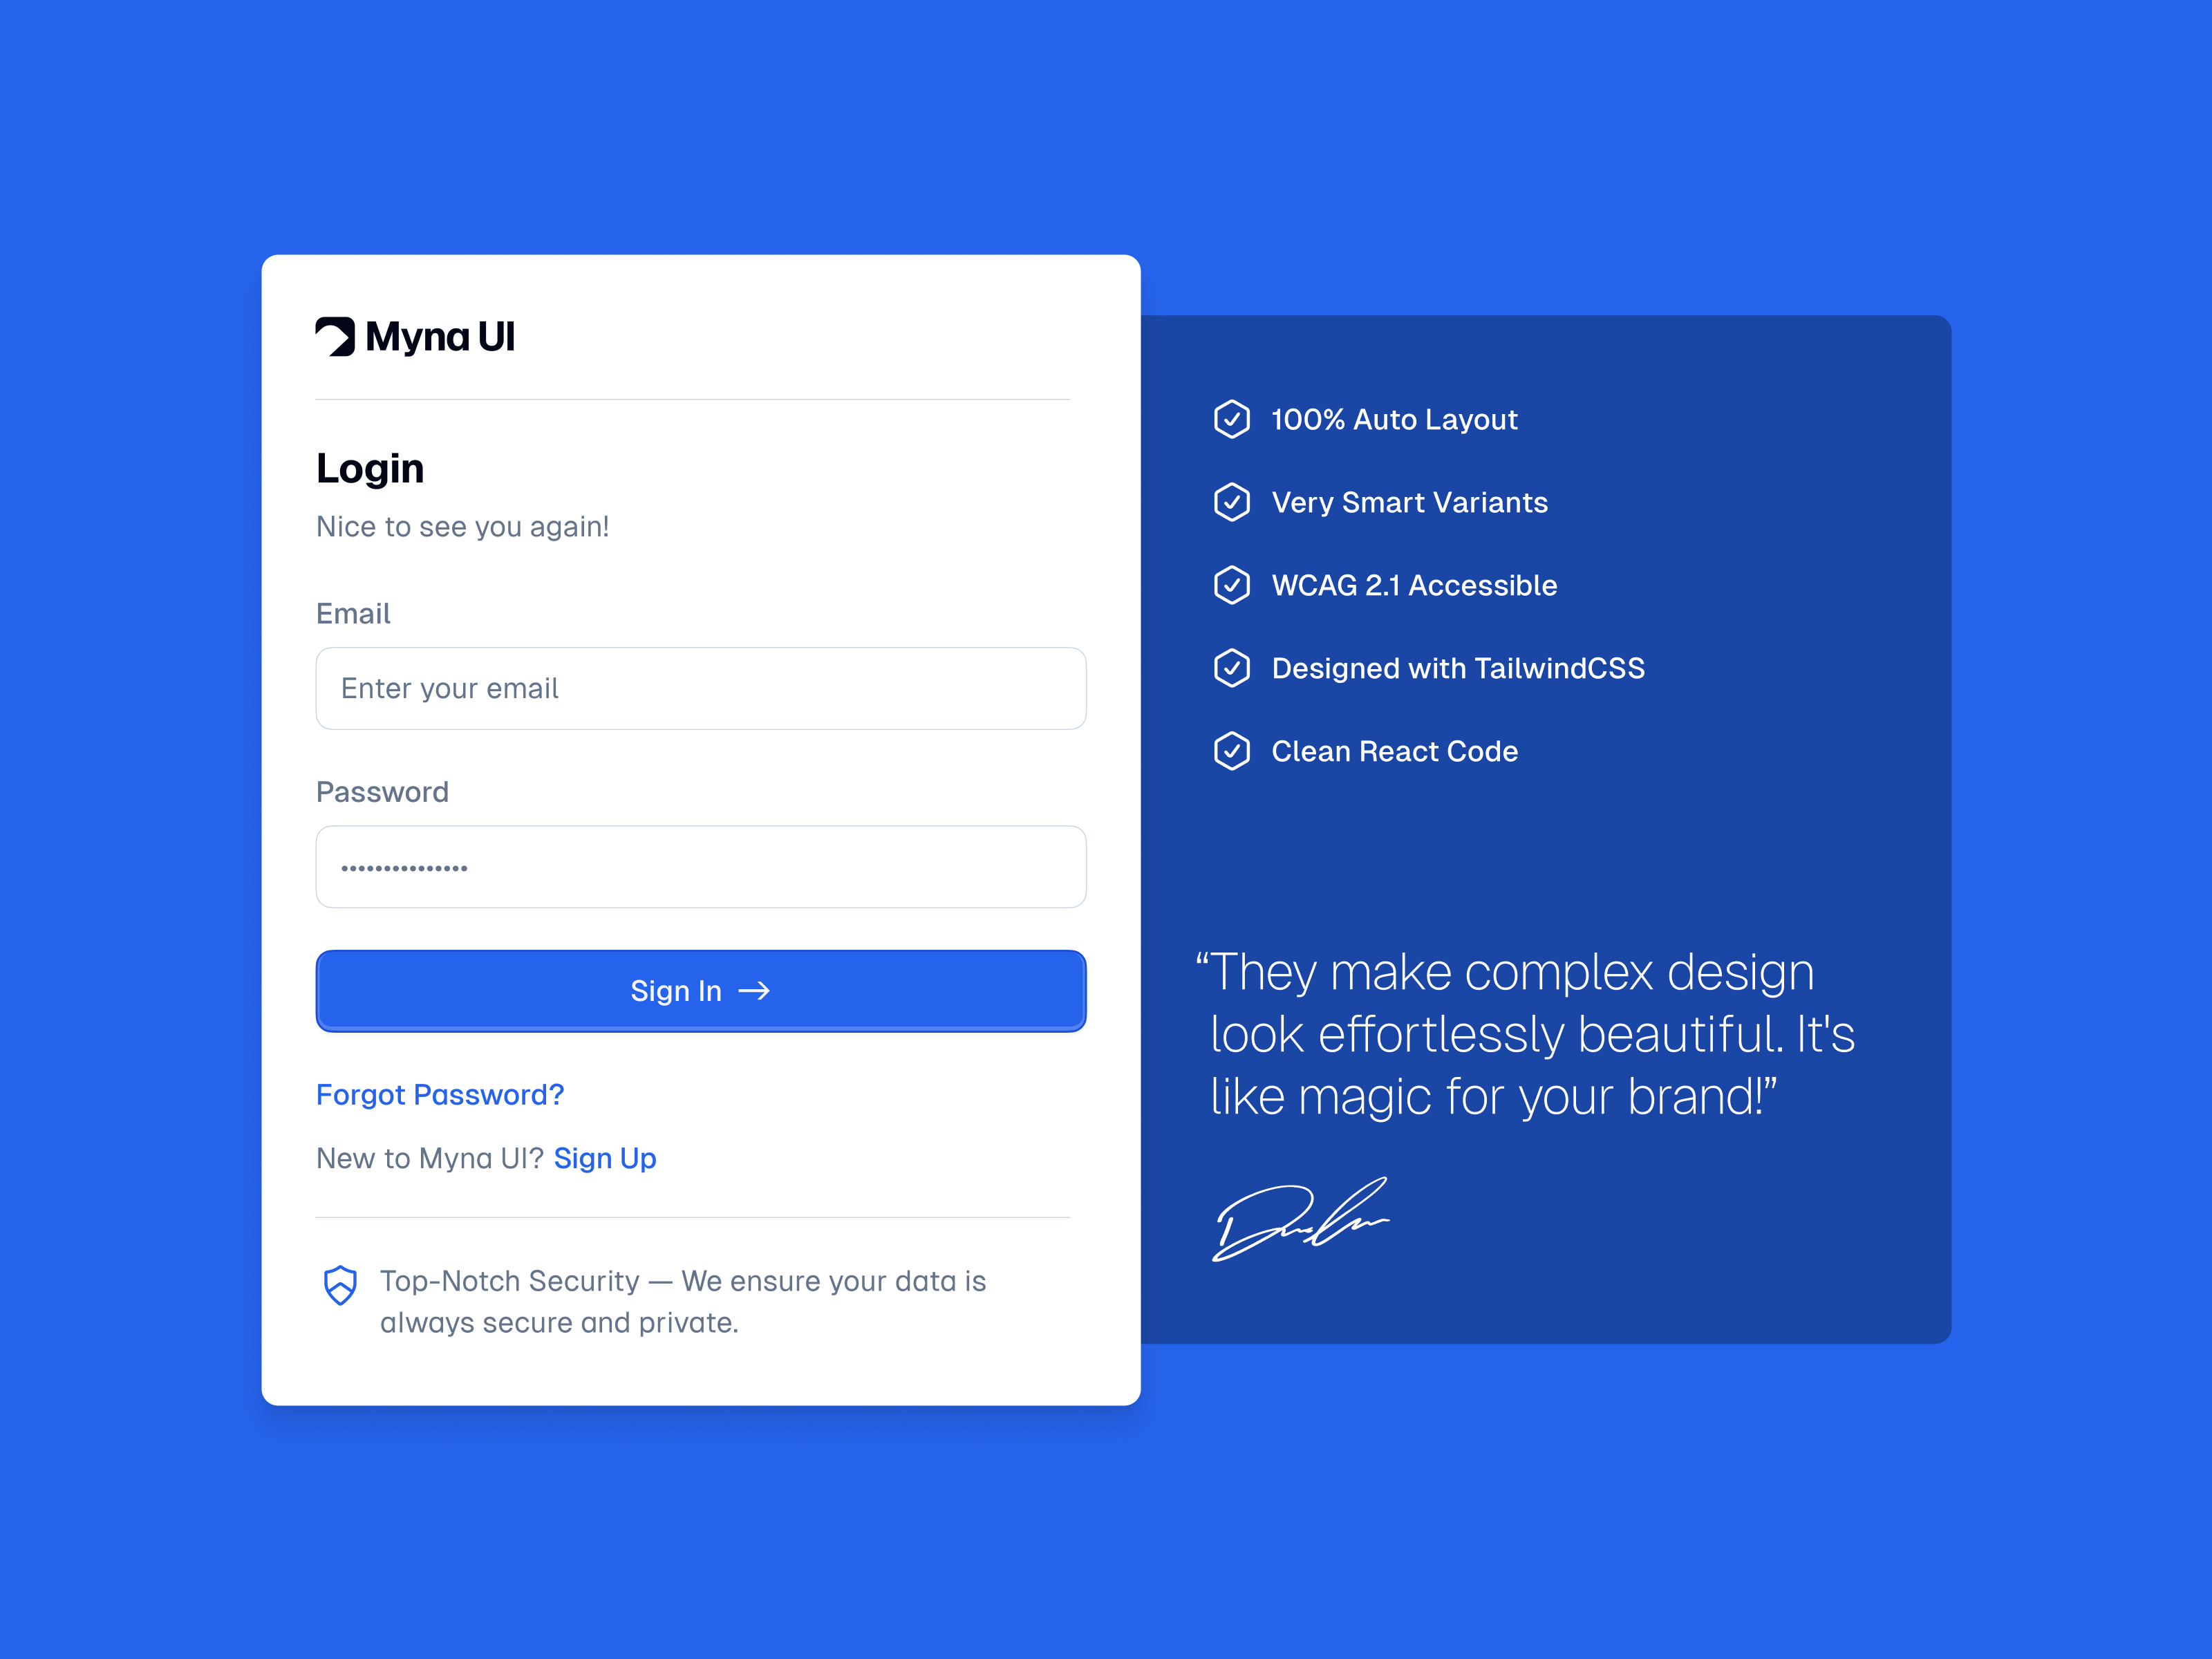 Myna UI
Login
Nice to see you again!
Email
Enter your email
Password
•••••••••••••••
Sign In →
Forgot Password?
New to Myna UI? Sign Up
Top-Notch Security — We ensure your data is
always secure and private.
100% Auto Layout
Very Smart Variants
WCAG 2.1 Accessible
Designed with TailwindCSS
Clean React Code
“They make complex design
look effortlessly beautiful. It's
like magic for your brand!”